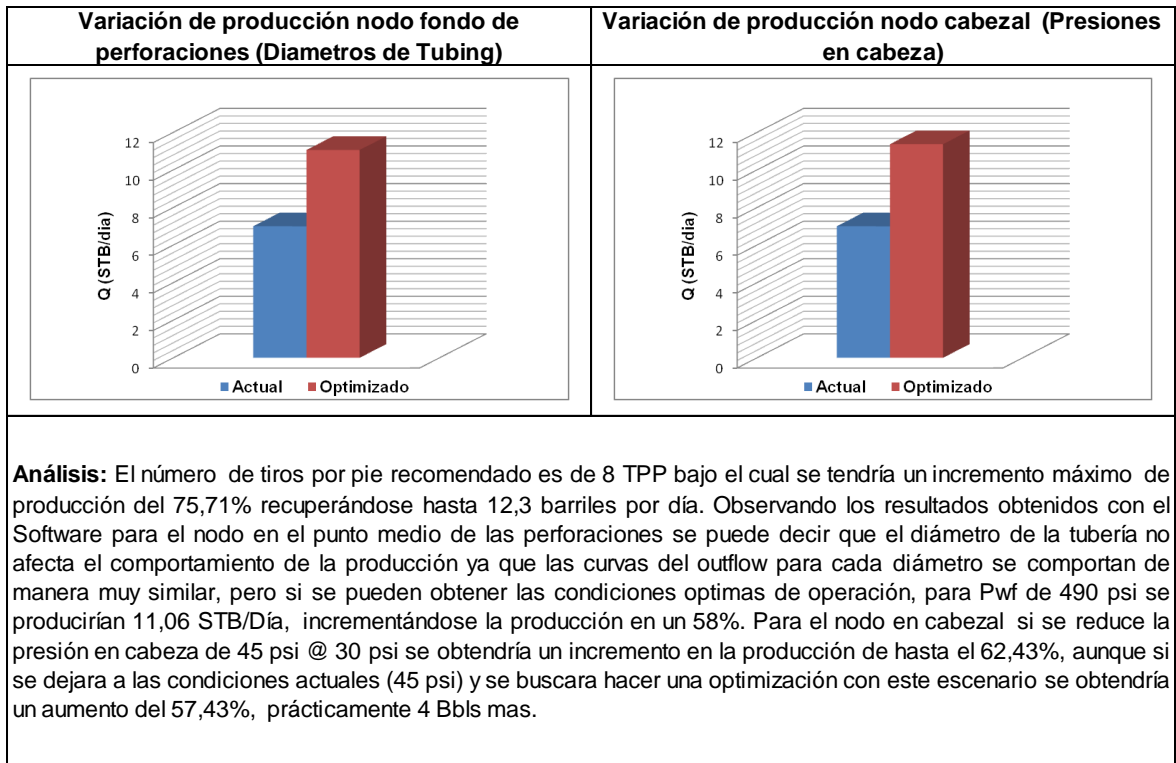 Variación de producción nodo fondo de
perforaciones (Diametros de Tubing)
Variación de producción nodo cabezal (Presiones
en cabeza)
12
10
8
6
4
2
0
Q (STB/día)
Actual Optimizado
12
10
8
6
4
2
0
Q (STB/día)
Actual Optimizado
Análisis: El número de tiros por pie recomendado es de 8 TPP bajo el cual se tendría un incremento máximo de
producción del 75,71% recuperándose hasta 12,3 barriles por día. Observando los resultados obtenidos con el
Software para el nodo en el punto medio de las perforaciones se puede decir que el diámetro de la tubería no
afecta el comportamiento de la producción ya que las curvas del outflow para cada diámetro se comportan de
manera muy similar, pero si se pueden obtener las condiciones optimas de operación, para Pwf de 490 psi se
producirían 11,06 STB/Día, incrementándose la producción en un 58%. Para el nodo en cabezal si se reduce la
presión en cabeza de 45 psi @ 30 psi se obtendría un incremento en la producción de hasta el 62,43%, aunque si
se dejara a las condiciones actuales (45 psi) y se buscara hacer una optimización con este escenario se obtendría
un aumento del 57,43%, prácticamente 4 Bbls mas.